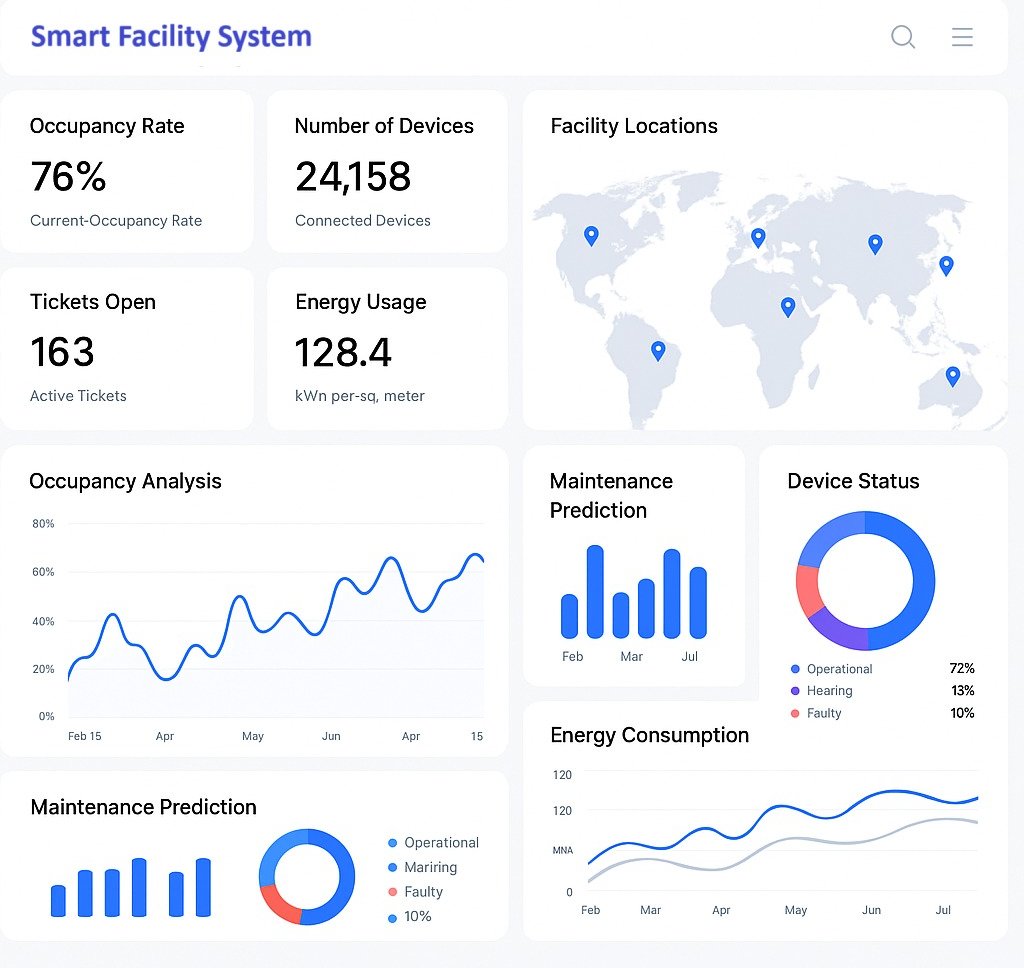 Smart Facility System
Occupancy Rate
76%
Current-Occupancy Rate
Number of Devices
24,158
Connected Devices
Facility Locations
Tickets Open
163
Active Tickets
Energy Usage
128.4
kWn per-sq, meter
Occupancy Analysis
80%
60%
40%
20%
0%
Feb 15 Apr May Jun Apr 15
Maintenance
Prediction
Feb Mar Jul
Device Status
Operational 72%
Hearing 13%
Faulty 10%
Maintenance Prediction
Operational
Mariring
Faulty
10%
Energy Consumption
120
120
MNA
0
Feb Mar Apr May Jun Jul